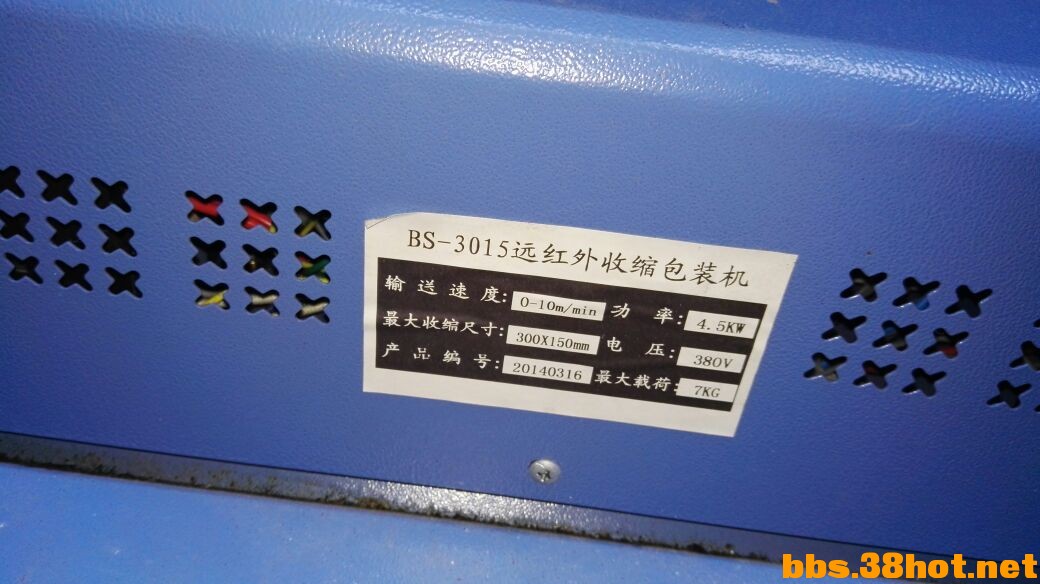 BS-3015远红外收缩包装机
输送速度: 0-10m/min 功率: 4.5KW
最大收缩尺寸: 300X150mm 电压: 380V
产品编号: 20140316 最大载荷: 7KG
bbs.38hot.net